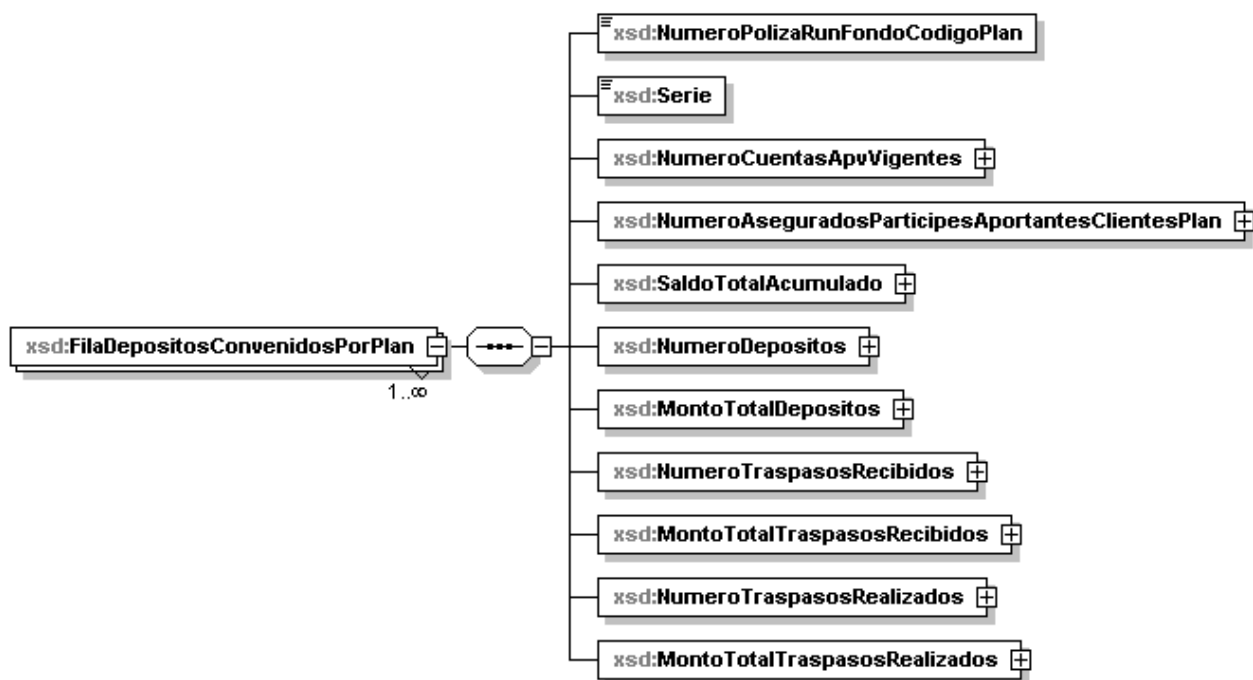 xsd:NumeroPolizaRunFondoCodigoPlan
xsd:Serie
xsd:NumeroCuentasApvVigentes
xsd:NumeroAseguradosParticipesAportantesClientesPlan
xsd:SaldoTotalAcumulado
xsd:FilaDepositosConvenidosPorPlan
1..∞
xsd:NumeroDepositos
xsd:MontoTotalDepositos
xsd:NumeroTraspasosRecibidos
xsd:MontoTotalTraspasosRecibidos
xsd:NumeroTraspasosRealizados
xsd:MontoTotalTraspasosRealizados